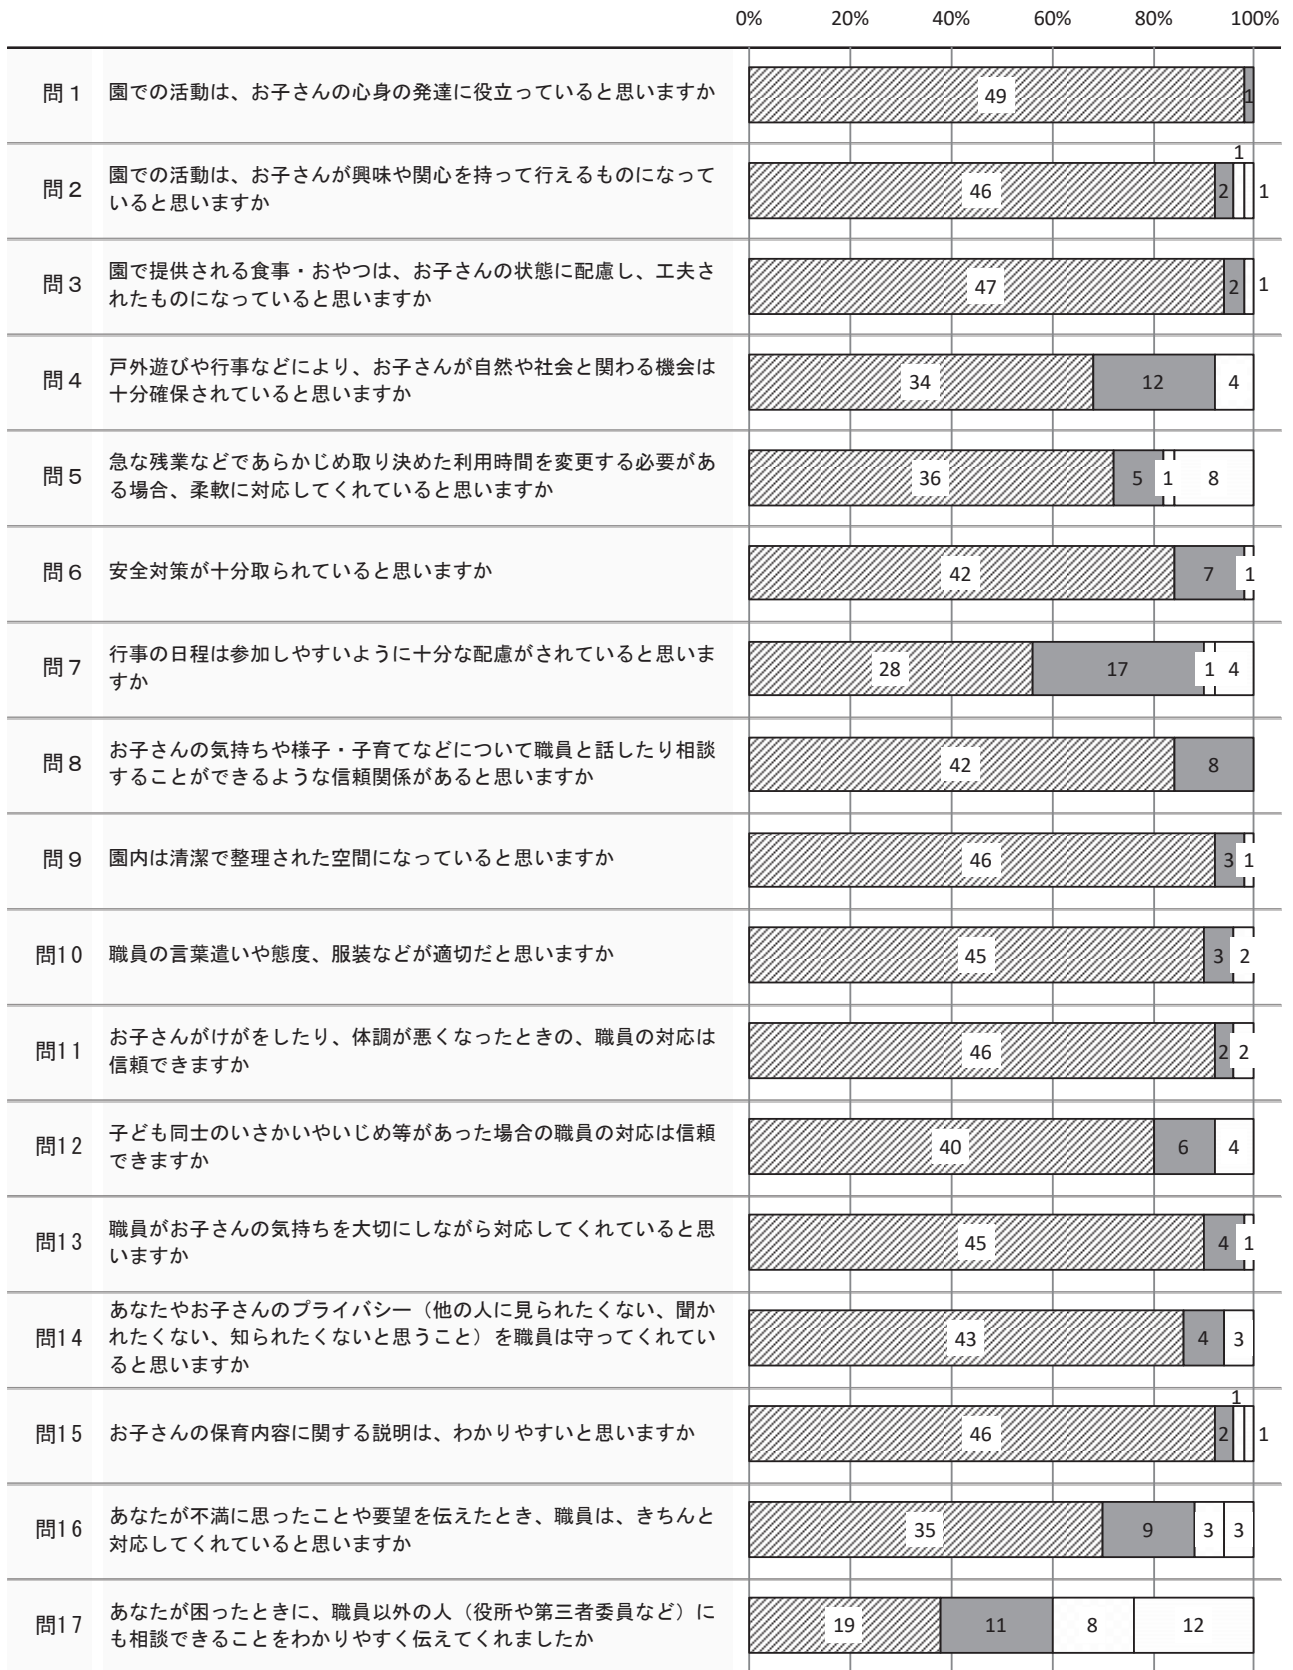 0% 20% 40% 60% 80% 100%
問1 園での活動は、お子さんの心身の発達に役立っていると思いますか 49 1
問2 園での活動は、お子さんが興味や関心を持って行えるものになって
いると思いますか 46 2 1 1
問3 園で提供される食事・おやつは、お子さんの状態に配慮し、工夫さ
れたものになっていると思いますか 47 2 1
問4 戸外遊びや行事などにより、お子さんが自然や社会と関わる機会は
十分確保されていると思いますか 34 12 4
問5 急な残業などであらかじめ取り決めた利用時間を変更する必要があ
る場合、柔軟に対応してくれていると思いますか 36 5 1 8
問6 安全対策が十分取られていると思いますか 42 7 1
問7 行事の日程は参加しやすいように十分な配慮がされていると思いま
すか 28 17 1 4
問8 お子さんの気持ちや様子・子育てなどについて職員と話したり相談
することができるような信頼関係があると思いますか 42 8
問9 園内は清潔で整理された空間になっていると思いますか 46 3 1
問10 職員の言葉遣いや態度、服装などが適切だと思いますか 45 3 2
問11 お子さんがけがをしたり、体調が悪くなったときの、職員の対応は
信頼できますか 46 2 2
問12 子ども同士のいさかいやいじめ等があった場合の職員の対応は信頼
できますか 40 6 4
問13 職員がお子さんの気持ちを大切にしながら対応してくれていると思
いますか 45 4 1
問14 あなたやお子さんのプライバシー（他の人に見られたくない、聞か
れたくない、知られたくないと思うこと）を職員は守ってくれてい
ると思いますか 43 4 3
問15 お子さんの保育内容に関する説明は、わかりやすいと思いますか 46 2 1 1
問16 あなたが不満に思ったことや要望を伝えたとき、職員は、きちんと
対応してくれていると思いますか 35 9 3 3
問17 あなたが困ったときに、職員以外の人（役所や第三者委員など）に
も相談できることをわかりやすく伝えてくれましたか 19 11 8 12